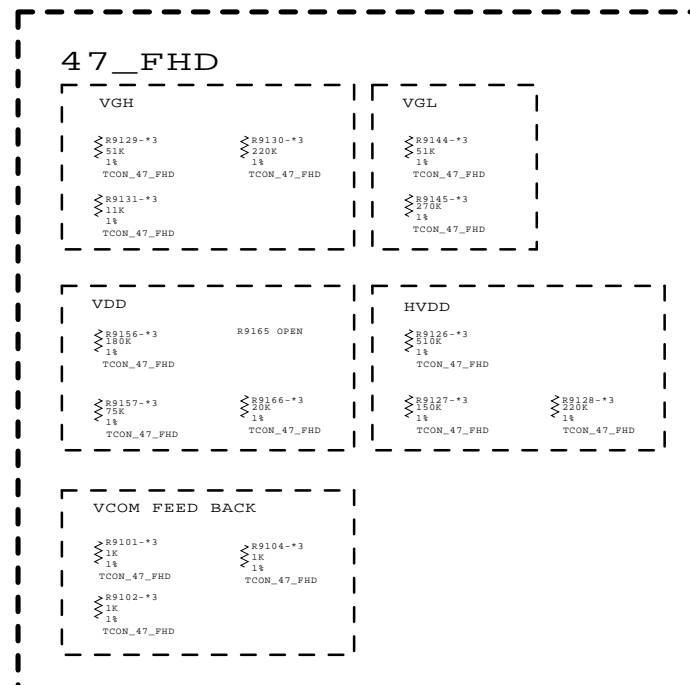 47_FHD
VGH
R9129-*3
51K
1%
TCON_47_FHD
R9130-*3
220K
1%
TCON_47_FHD
R9131-*3
11K
1%
TCON_47_FHD
VGL
R9144-*3
51K
1%
TCON_47_FHD
R9145-*3
270K
1%
TCON_47_FHD
VDD
R9156-*3
180K
1%
TCON_47_FHD
R9165 OPEN
R9157-*3
75K
1%
TCON_47_FHD
R9166-*3
20K
1%
TCON_47_FHD
HVDD
R9126-*3
510K
1%
TCON_47_FHD
R9127-*3
150K
1%
TCON_47_FHD
R9128-*3
220K
1%
TCON_47_FHD
VCOM FEED BACK
R9101-*3
1K
1%
TCON_47_FHD
R9104-*3
1K
1%
TCON_47_FHD
R9102-*3
1K
1%
TCON_47_FHD